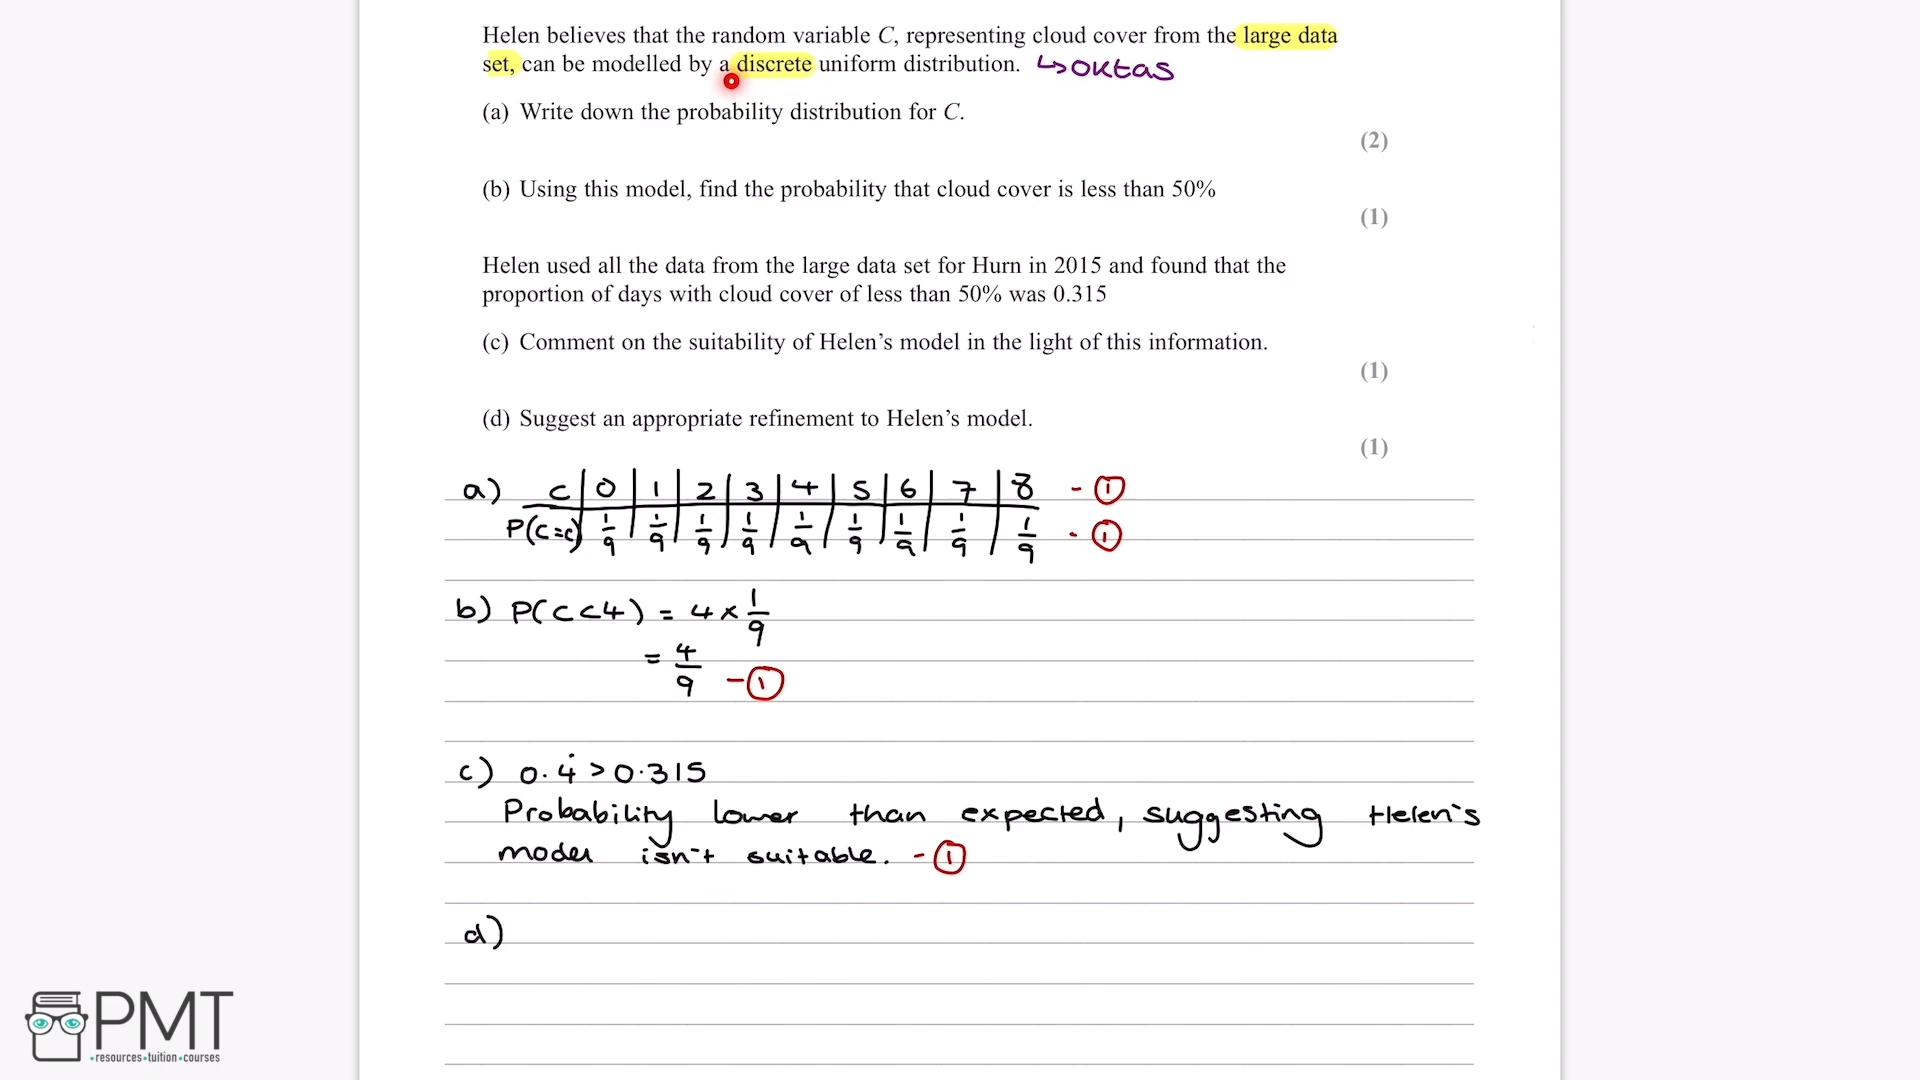 Helen believes that the random variable C, representing cloud cover from the large data
set, can be modelled by a discrete uniform distribution. ↳oktas
(a) Write down the probability distribution for C.
(2)
(b) Using this model, find the probability that cloud cover is less than 50%
(1)
Helen used all the data from the large data set for Hurn in 2015 and found that the
proportion of days with cloud cover of less than 50% was 0.315
(c) Comment on the suitability of Helen's model in the light of this information.
(1)
(d) Suggest an appropriate refinement to Helen's model.
(1)
a) c | 0 | 1 | 2 | 3 | 4 | 5 | 6 | 7 | 8 - ①
P(C=c) 1/9 | 1/9 | 1/9 | 1/9 | 1/9 | 1/9 | 1/9 | 1/9 | 1/9 - ①
b) P(C<4) = 4 × 1/9
= 4/9 - ①
c) 0.4̇ > 0.315
Probability lower than expected, suggesting Helen's
model isn't suitable. - ①
d)
PMT
•resources•tuition•courses